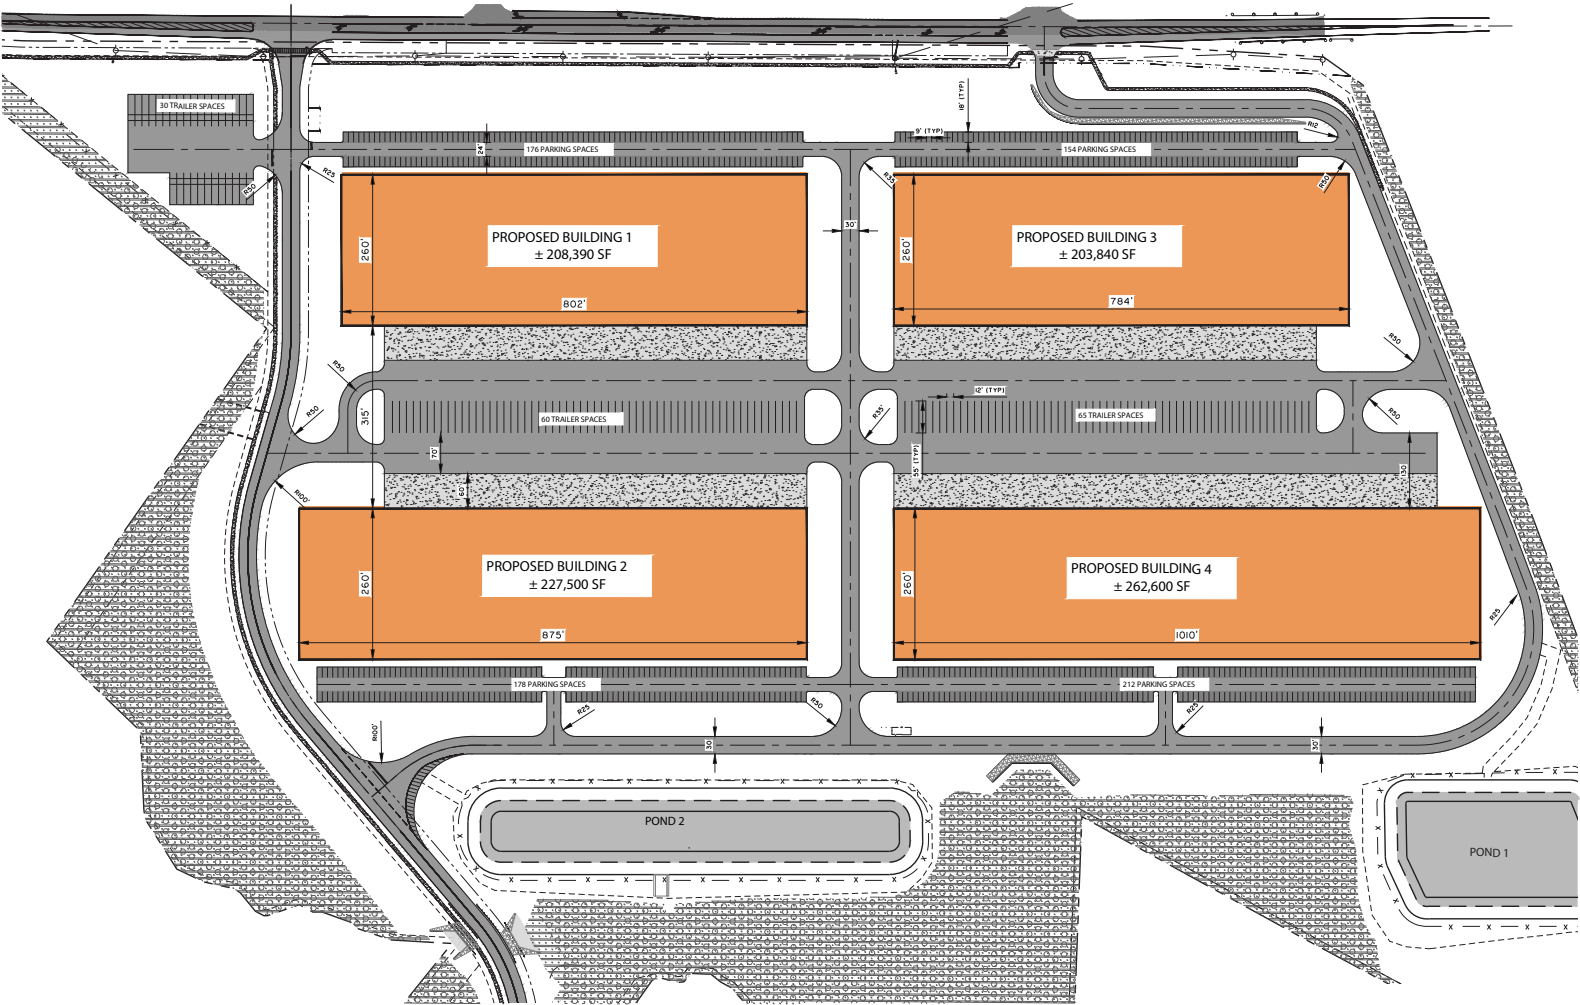 30 TRAILER SPACES
18' (TYP)
9' (TYP)
R12
24'
176 PARKING SPACES
154 PARKING SPACES
R50
R25
R35'
R50
260'
PROPOSED BUILDING 1
± 208,390 SF
802'
30'
260'
PROPOSED BUILDING 3
± 203,840 SF
784'
R50
R50
R50
315'
60 TRAILER SPACES
70'
60'
R35'
12' (TYP)
55' (TYP)
65 TRAILER SPACES
R50
130
R100'
260'
PROPOSED BUILDING 2
± 227,500 SF
875'
260'
PROPOSED BUILDING 4
± 262,600 SF
1010'
R25
178 PARKING SPACES
212 PARKING SPACES
R100'
R25
R50
R25
30
30'
POND 2
POND 1